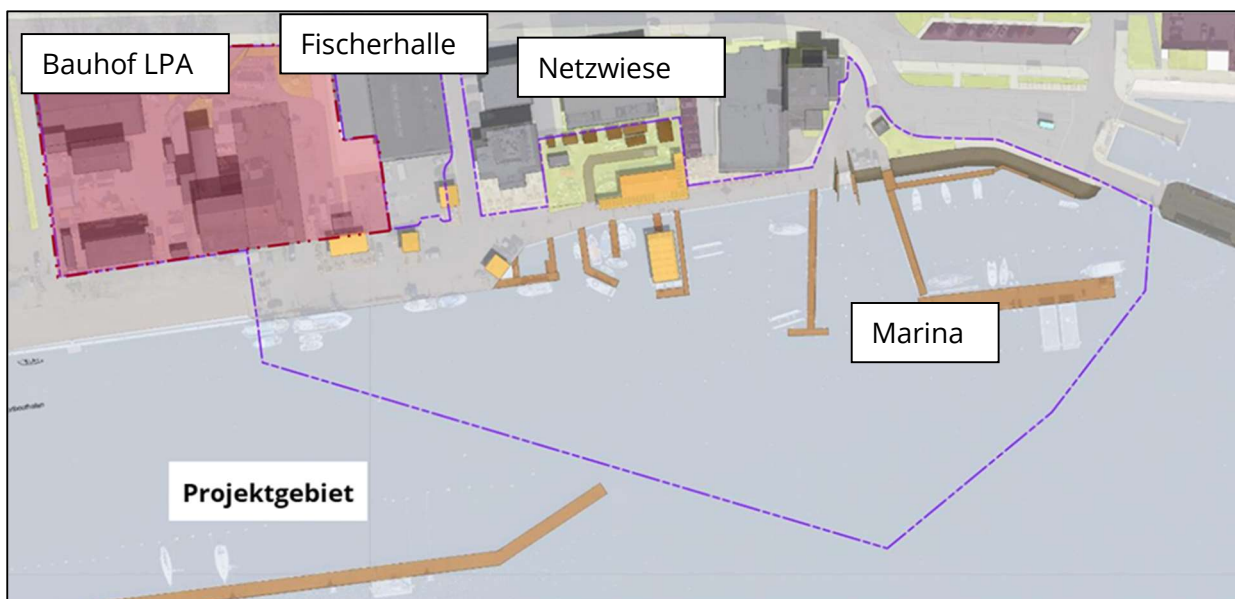 Bauhof LPA
Fischerhalle
Netzwiese
Marina
Projektgebiet